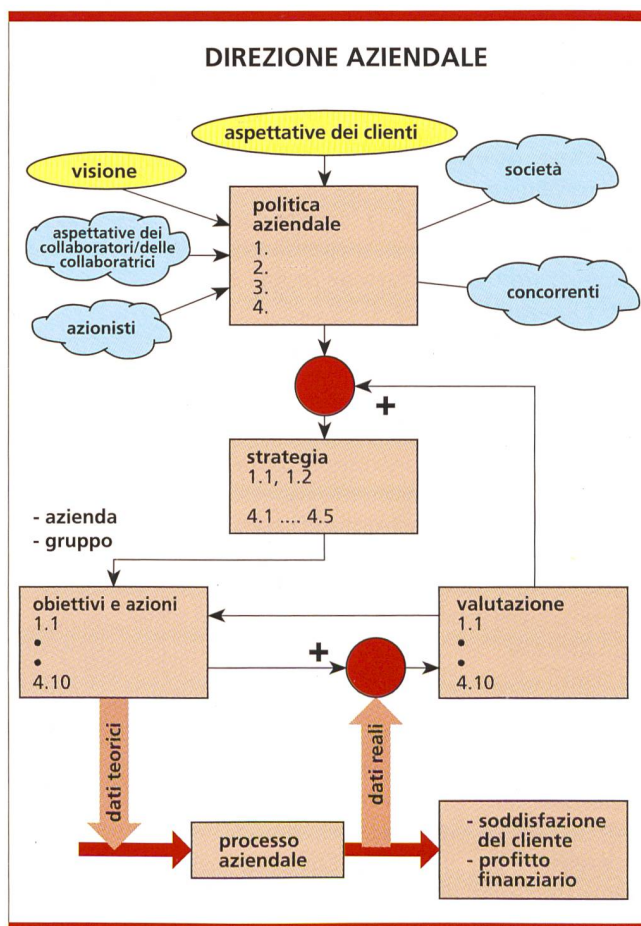 DIREZIONE AZIENDALE
aspettative dei clienti
visione
società
politica
aziendale
1.
2.
3.
4.
aspettative dei
collaboratori/delle
collaboratrici
concorrenti
azionisti
+
strategia
1.1, 1.2
4.1 .... 4.5
- azienda
- gruppo
obiettivi e azioni
1.1
•
•
4.10
valutazione
1.1
•
•
4.10
+
dati teorici
dati reali
processo
aziendale
- soddisfazione
del cliente
- profitto
finanziario